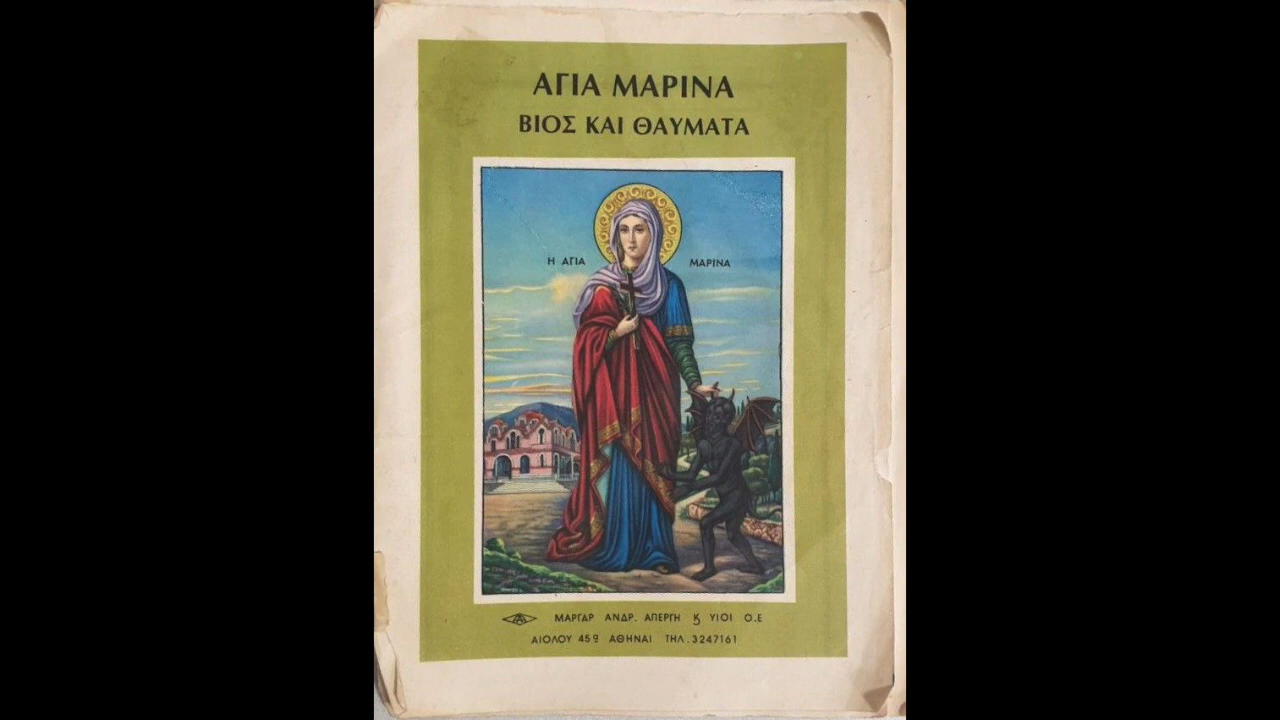 ΑΓΙΑ ΜΑΡΙΝΑ
ΒΙΟΣ ΚΑΙ ΘΑΥΜΑΤΑ
Η ΑΓΙΑ ΜΑΡΙΝΑ
ΜΑΡΓΑΡ ΑΝΔΡ. ΑΠΕΡΓΗ ϗ ΥΙΟΙ Ο.Ε
ΑΙΟΛΟΥ 45º ΑΘΗΝΑΙ ΤΗΛ. 3247161